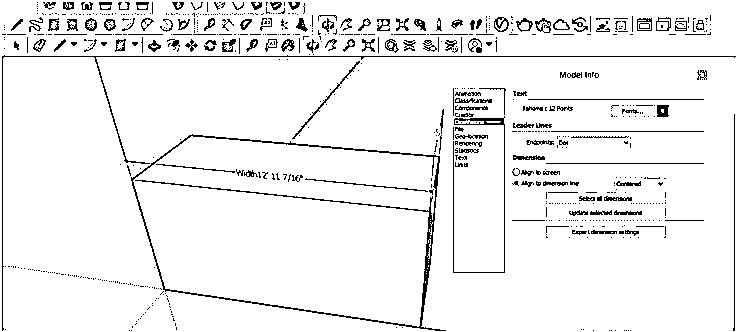 Model Info
Animation
Classifications
Components
Credits
File
Geo-location
Rendering
Statistics
Text
Units
Text
Tahoma : 12 Points
Fonts...
Leader Lines
Endpoints:
Dimension
Align to screen
Align to dimension line
Centered
Select all dimensions
Update selected dimensions
Expert dimension settings
Width12' 11 7/16"